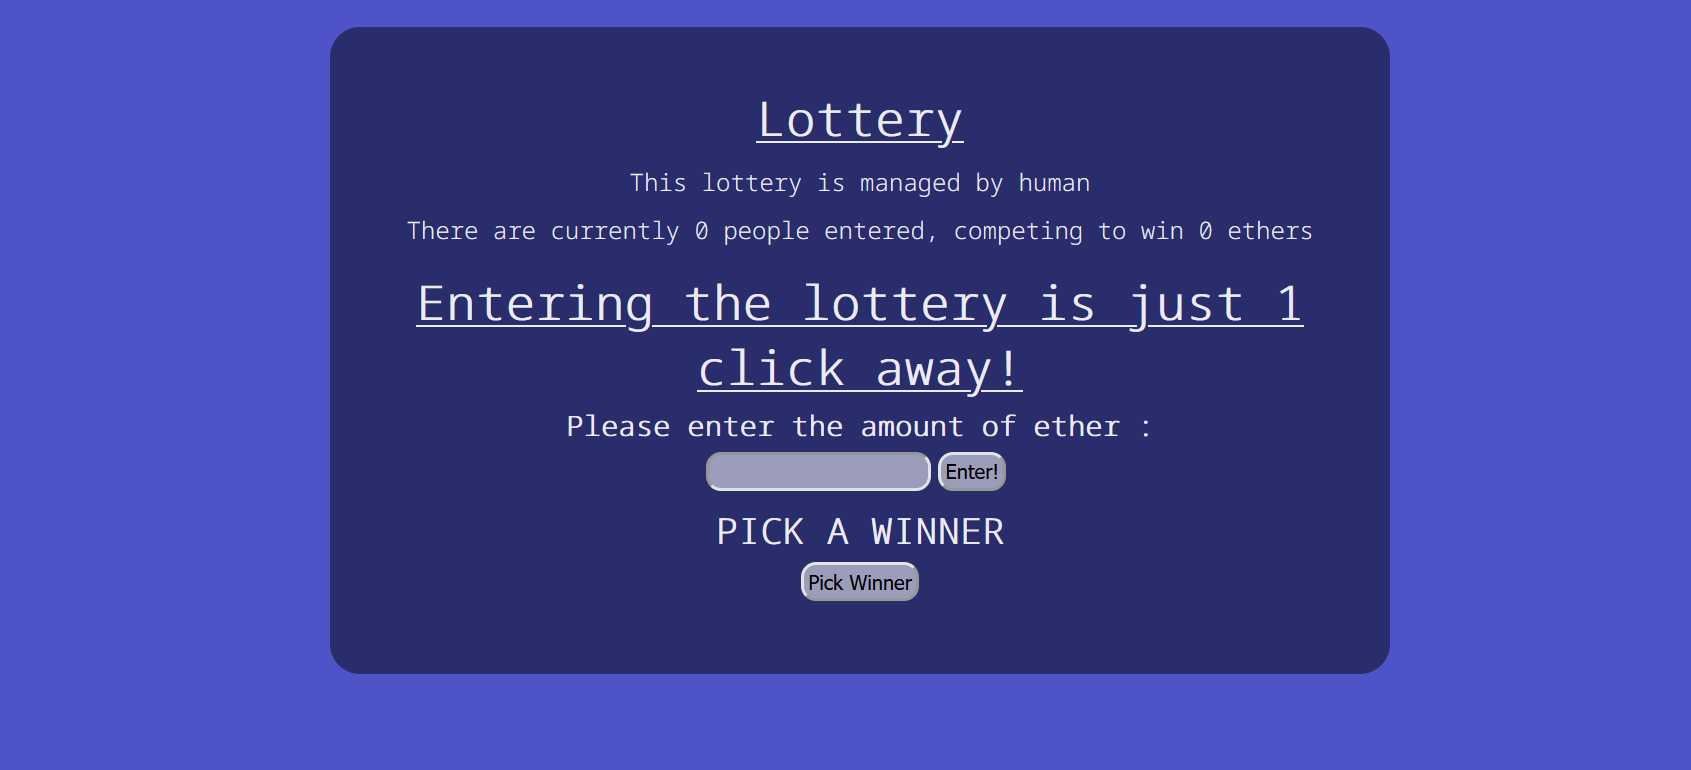 Lottery
This lottery is managed by human
There are currently 0 people entered, competing to win 0 ethers
Entering the lottery is just 1
click away!
Please enter the amount of ether :
Enter!
PICK A WINNER
Pick Winner